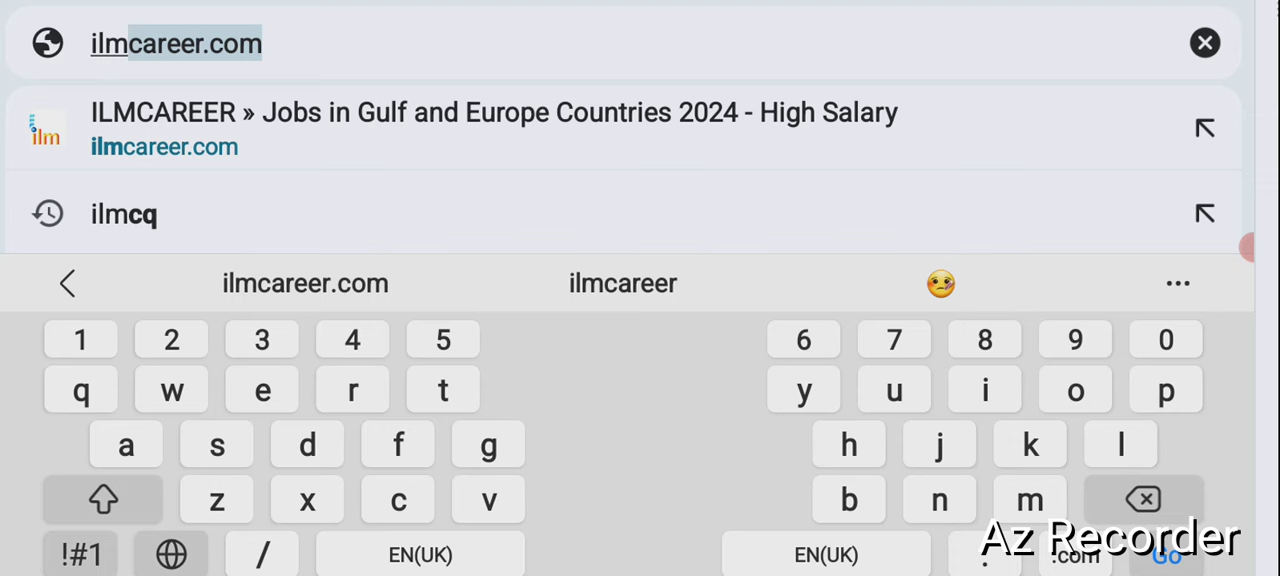 ilmcareer.com
ILMCAREER » Jobs in Gulf and Europe Countries 2024 - High Salary
ilm
ilmcareer.com
ilmcq
ilmcareer.com ilmcareer ...
1 2 3 4 5 6 7 8 9 0
q w e r t y u i o p
a s d f g h j k l
z x c v b n m
!#1 / EN(UK) EN(UK) . .com Go
Az Recorder